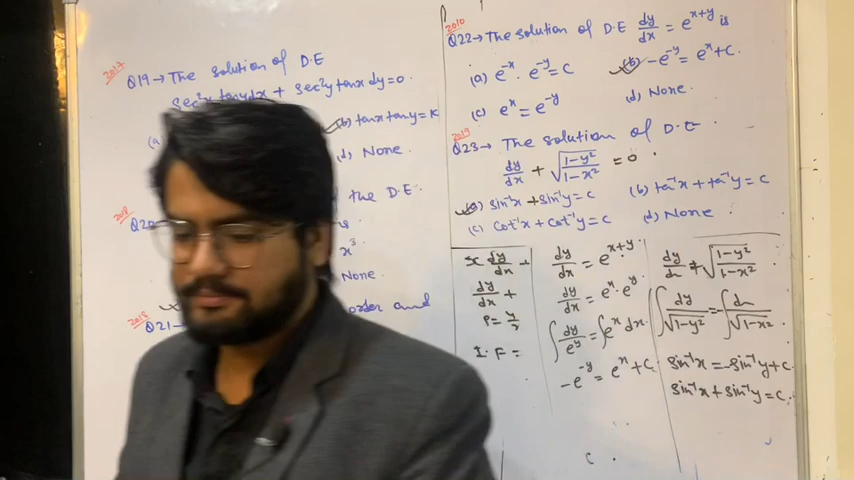 2017
Q19→ The solution of D.E
sec²x tany dx + sec²y tanx dy = 0.
(a
(b) tanx tany = K
(d) None.
2018
Q20
the D.E.
x³
None
2015
Q21→
order and
2010
Q22→ The solution of D.E dy/dx = e^(x+y) is
(a) e^-x . e^-y = c
(b) -e^-y = e^x + c.
(c) e^x = e^-y
(d) None.
2019
Q23→ The solution of D.E
dy/dx + √((1-y²)/(1-x²)) = 0.
(a) sin⁻¹x + sin⁻¹y = c
(b) tan⁻¹x + tan⁻¹y = c
(c) Cot⁻¹x + Cot⁻¹y = c
(d) None
x dy/dx +
dy/dx +
I.F =
dy/dx = e^(x+y).
dy/dx = e^x . e^y
∫dy/e^y = ∫e^x dx.
-e^-y = e^x + C.
dy/dx + √((1-y²)/(1-x²))
∫dy/√(1-y²) = -∫dx/√(1-x²)
sin⁻¹x = -sin⁻¹y + c.
sin⁻¹x + sin⁻¹y = c.